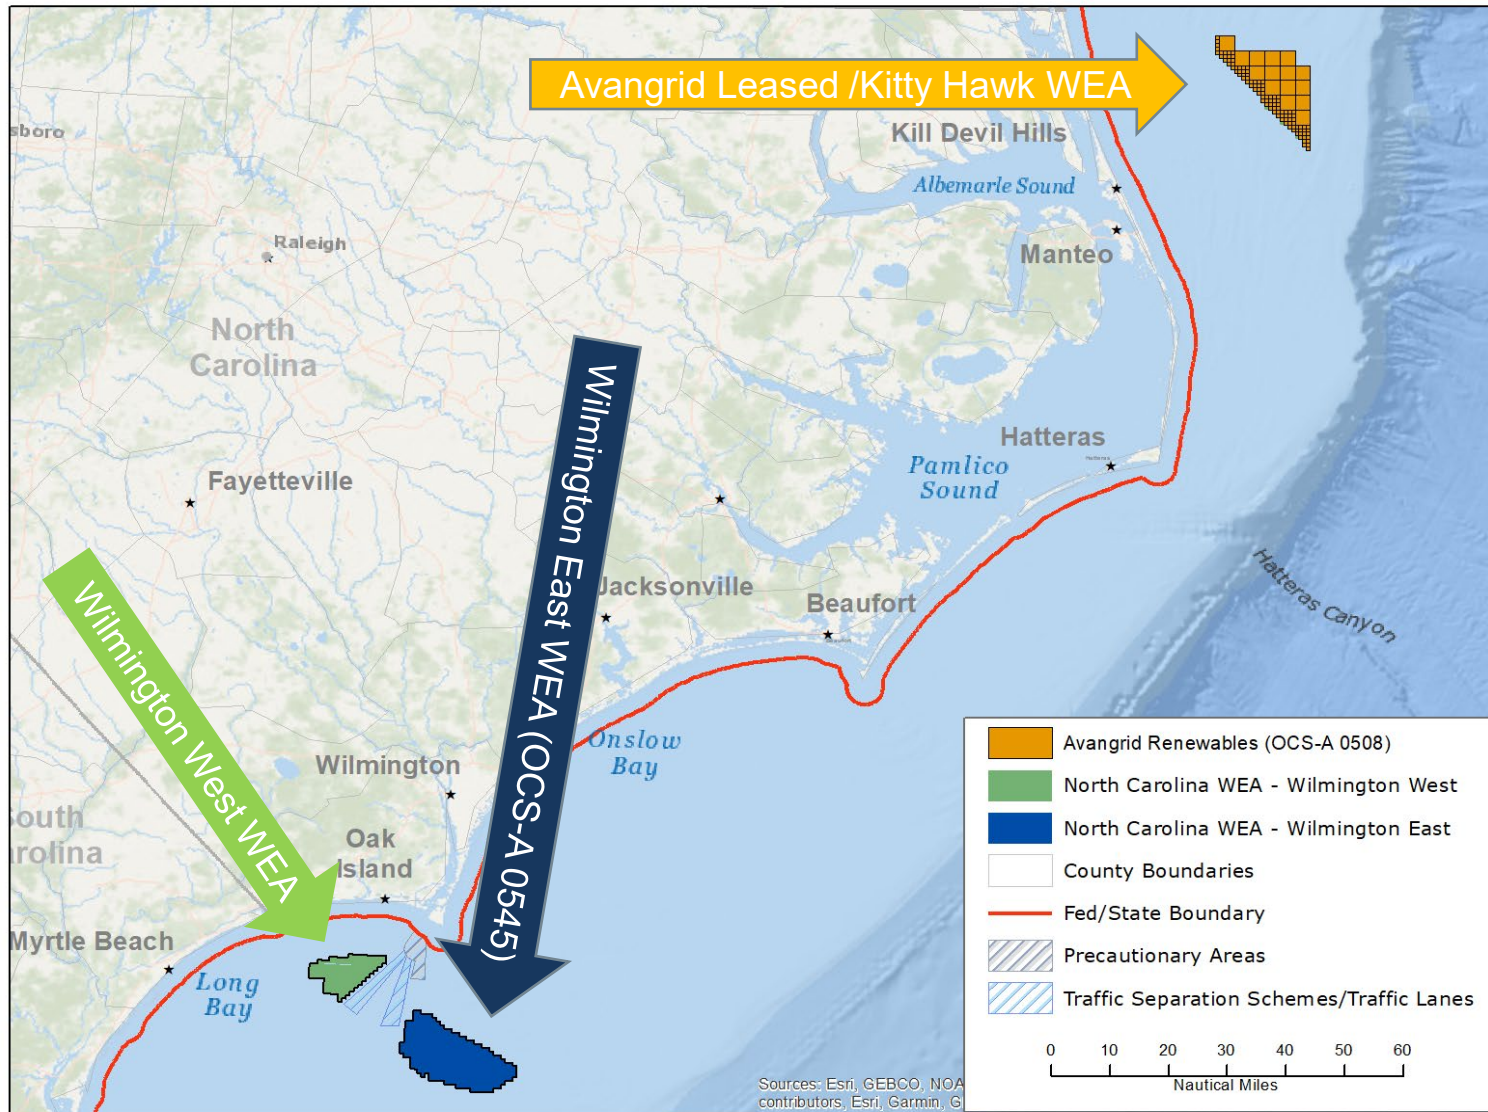 Avangrid Leased /Kitty Hawk WEA
sboro
Kill Devil Hills
Albemarle Sound
Raleigh
Manteo
North
Carolina
Wilmington East WEA (OCS-A 0545)
Hatteras
Pamlico
Sound
Fayetteville
Hatteras Canyon
Jacksonville
Beaufort
Wilmington West WEA
Onslow
Bay
Wilmington
outh
rolina
Oak
Island
Myrtle Beach
Long
Bay
Avangrid Renewables (OCS-A 0508)
North Carolina WEA - Wilmington West
North Carolina WEA - Wilmington East
County Boundaries
Fed/State Boundary
Precautionary Areas
Traffic Separation Schemes/Traffic Lanes
0 10 20 30 40 50 60
Nautical Miles
Sources: Esri, GEBCO, NOA
contributors, Esri, Garmin, G